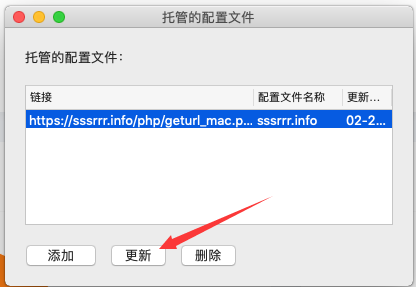 托管的配置文件
托管的配置文件：
链接 配置文件名称 更新...
https://sssrrr.info/php/geturl_mac.p... sssrrr.info 02-2...
添加 更新 删除